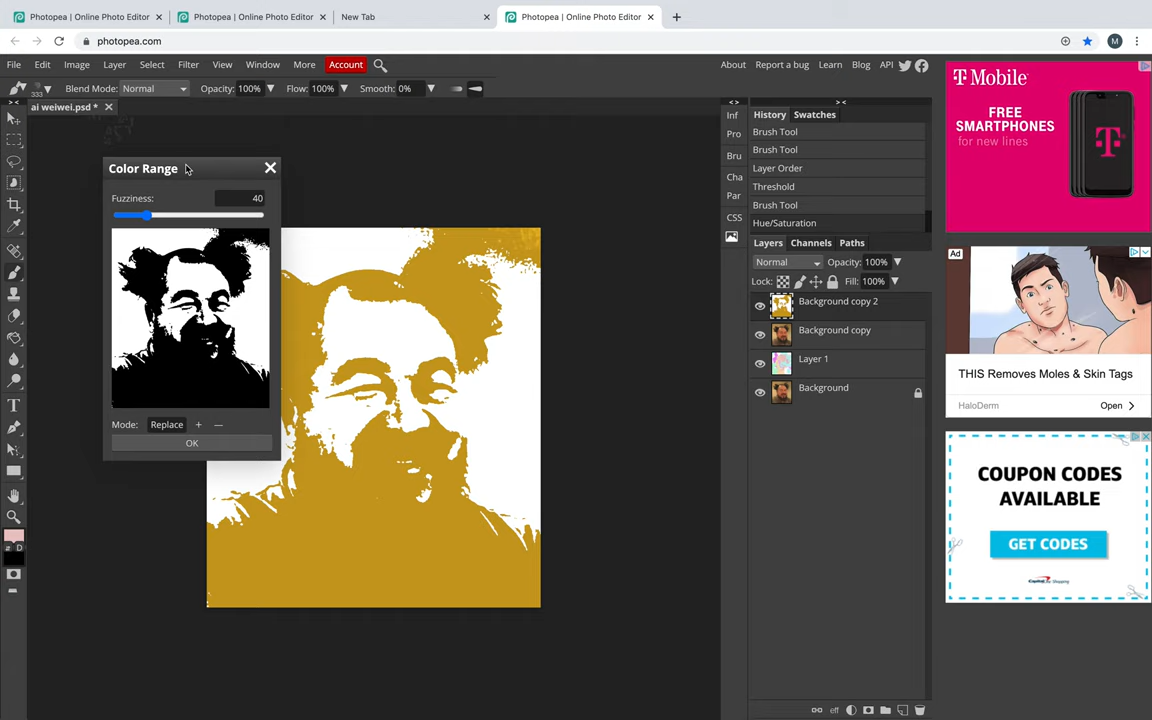 Photopea | Online Photo Editor
Photopea | Online Photo Editor
New Tab
Photopea | Online Photo Editor
photopea.com
M
File Edit Image Layer Select Filter View Window More Account
About Report a bug Learn Blog API
333
Blend Mode: Normal Opacity: 100% Flow: 100% Smooth: 0%
ai weiwei.psd *
Color Range
Fuzziness: 40
Mode: Replace + —
OK
D
T
Inf
Pro
Bru
Cha
Par
CSS
History Swatches
Brush Tool
Brush Tool
Layer Order
Threshold
Brush Tool
Hue/Saturation
Layers Channels Paths
Normal Opacity: 100%
Lock: Fill: 100%
Background copy 2
Background copy
Layer 1
Background
eff
T Mobile
FREE
SMARTPHONES
for new lines
Ad
THIS Removes Moles & Skin Tags
HaloDerm
Open
COUPON CODES
AVAILABLE
GET CODES
Capital One Shopping